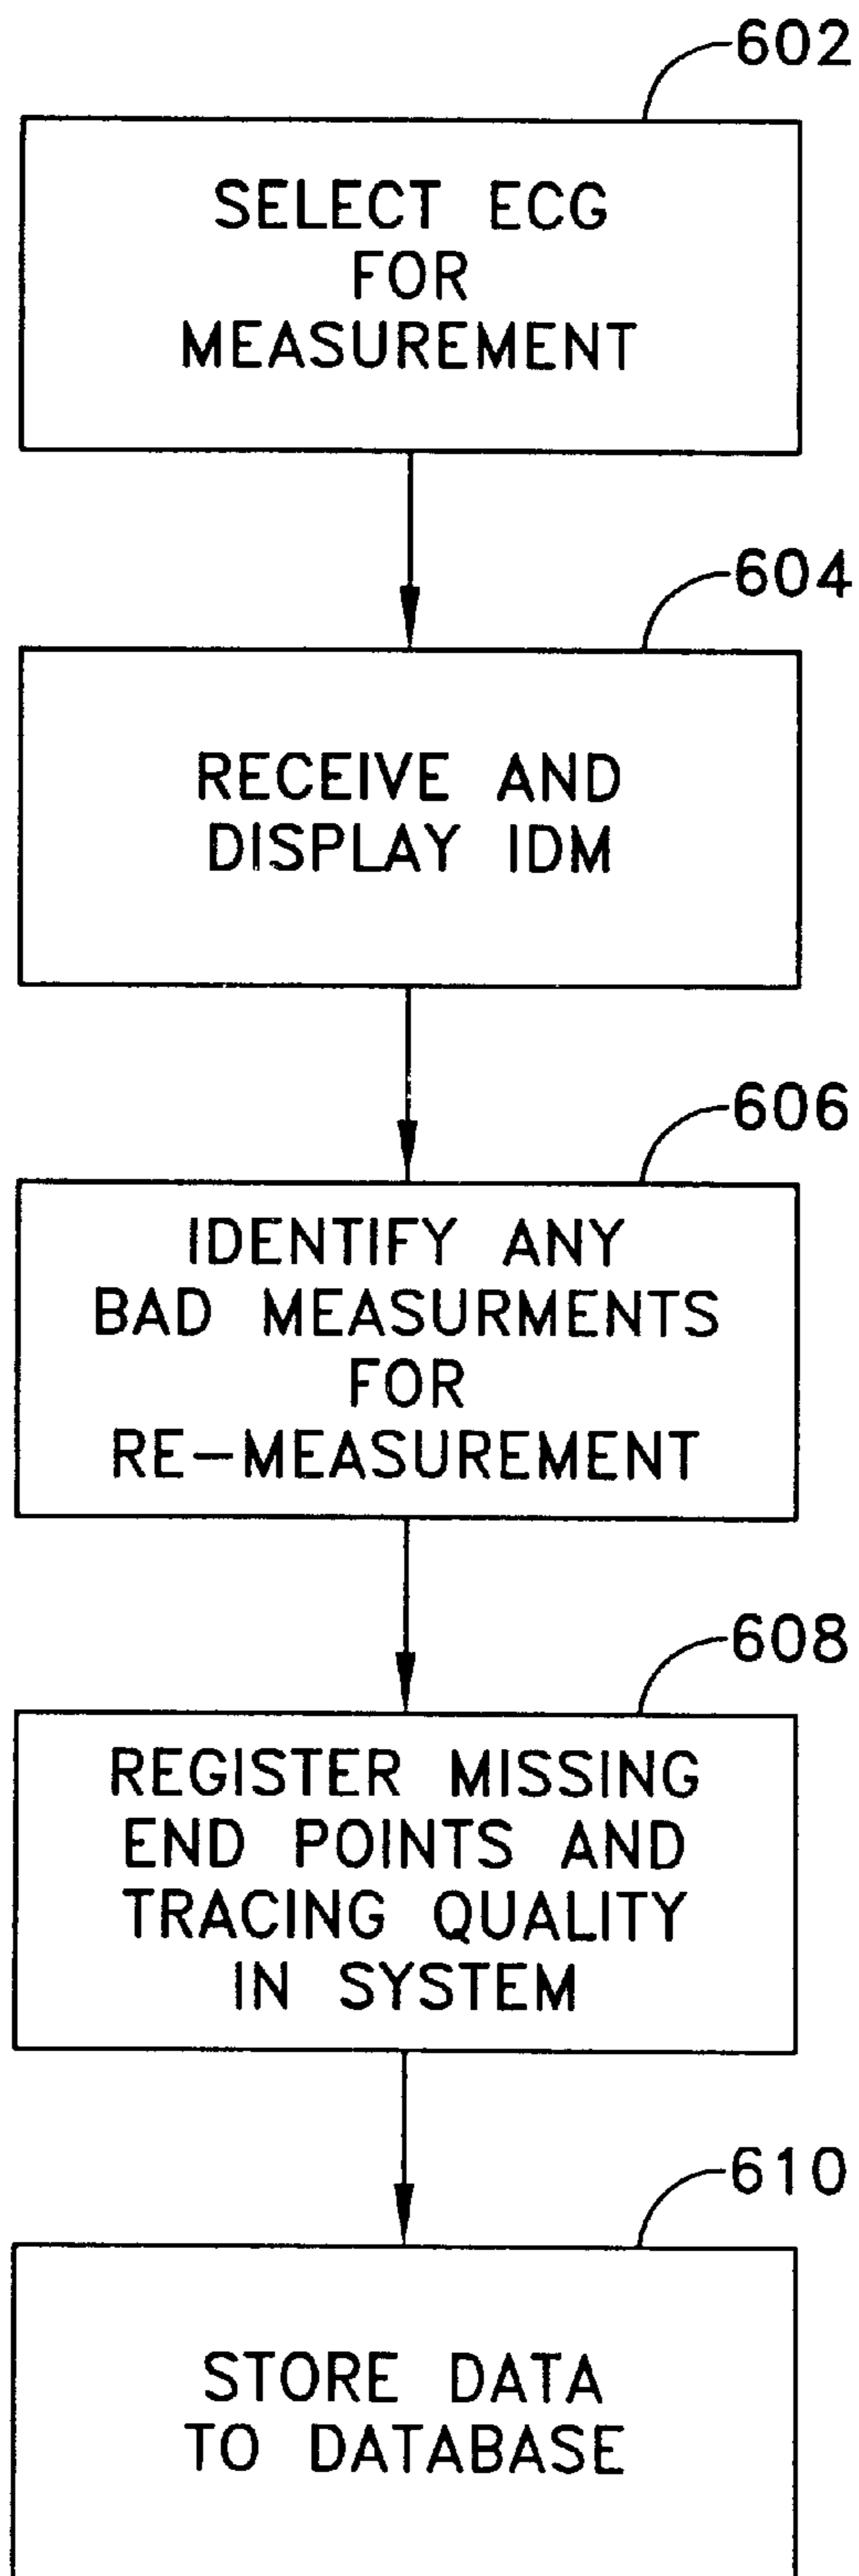 602
SELECT ECG
FOR
MEASUREMENT
604
RECEIVE AND
DISPLAY IDM
606
IDENTIFY ANY
BAD MEASURMENTS
FOR
RE-MEASUREMENT
608
REGISTER MISSING
END POINTS AND
TRACING QUALITY
IN SYSTEM
610
STORE DATA
TO DATABASE